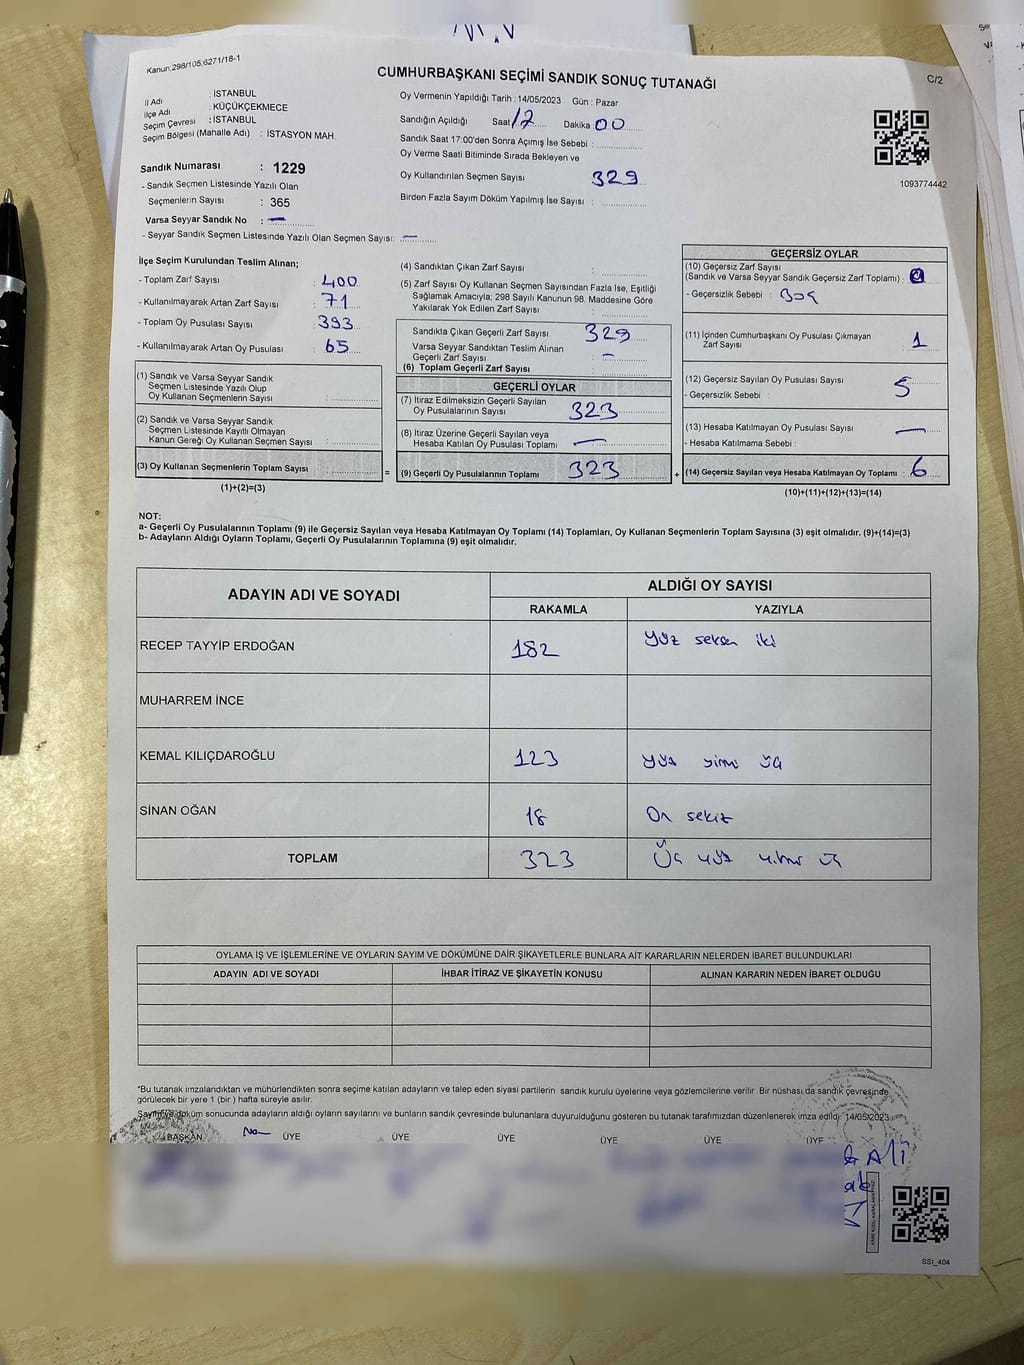 Kanun:298/105,6271/18-1
CUMHURBAŞKANI SEÇİMİ SANDIK SONUÇ TUTANAĞI
C/2
İl Adı : İSTANBUL
İlçe Adı : KÜÇÜKÇEKMECE
Seçim Çevresi : İSTANBUL
Seçim Bölgesi (Mahalle Adı) : İSTASYON MAH.
Sandık Numarası : 1229
- Sandık Seçmen Listesinde Yazılı Olan
Seçmenlerin Sayısı : 365
Varsa Seyyar Sandık No : —
- Seyyar Sandık Seçmen Listesinde Yazılı Olan Seçmen Sayısı: —
Oy Vermenin Yapıldığı Tarih : 14/05/2023 Gün : Pazar
Sandığın Açıldığı Saat Dakika 00
Sandık Saat 17:00'den Sonra Açımış İse Sebebi :
Oy Verme Saati Bitiminde Sırada Bekleyen ve
Oy Kullandırılan Seçmen Sayısı 329
Birden Fazla Sayım Döküm Yapılmış İse Sayısı :
1093774442
İlçe Seçim Kurulundan Teslim Alınan;
- Toplam Zarf Sayısı : 400
- Kullanılmayarak Artan Zarf Sayısı : 71
- Toplam Oy Pusulası Sayısı : 393
- Kullanılmayarak Artan Oy Pusulası : 65
(1) Sandık ve Varsa Seyyar Sandık
Seçmen Listesinde Yazılı Olup
Oy Kullanan Seçmenlerin Sayısı :
(2) Sandık ve Varsa Seyyar Sandık
Seçmen Listesinde Kayıtlı Olmayan
Kanun Gereği Oy Kullanan Seçmen Sayısı :
(3) Oy Kullanan Seçmenlerin Toplam Sayısı :
(1)+(2)=(3)
=
(4) Sandıktan Çıkan Zarf Sayısı :
(5) Zarf Sayısı Oy Kullanan Seçmen Sayısından Fazla İse, Eşitliği
Sağlamak Amacıyla; 298 Sayılı Kanunun 98. Maddesine Göre
Yakılarak Yok Edilen Zarf Sayısı :
Sandıkta Çıkan Geçerli Zarf Sayısı 329
Varsa Seyyar Sandıktan Teslim Alınan
Geçerli Zarf Sayısı : —
(6) Toplam Geçerli Zarf Sayısı :
GEÇERLİ OYLAR
(7) İtiraz Edilmeksizin Geçerli Sayılan
Oy Pusulalarının Sayısı : 323
(8) İtiraz Üzerine Geçerli Sayılan veya
Hesaba Katılan Oy Pusulası Toplamı : —
(9) Geçerli Oy Pusulalarının Toplamı : 323
+
GEÇERSİZ OYLAR
(10) Geçersiz Zarf Sayısı
(Sandık ve Varsa Seyyar Sandık Geçersiz Zarf Toplamı) :
- Geçersizlik Sebebi : Boş
(11) İçinden Cumhurbaşkanı Oy Pusulası Çıkmayan
Zarf Sayısı : 1
(12) Geçersiz Sayılan Oy Pusulası Sayısı : 5
- Geçersizlik Sebebi :
(13) Hesaba Katılmayan Oy Pusulası Sayısı : —
- Hesaba Katılmama Sebebi :
(14) Geçersiz Sayılan veya Hesaba Katılmayan Oy Toplamı : 6
(10)+(11)+(12)+(13)=(14)
NOT:
a- Geçerli Oy Pusulalarının Toplamı (9) ile Geçersiz Sayılan veya Hesaba Katılmayan Oy Toplamı (14) Toplamları, Oy Kullanan Seçmenlerin Toplam Sayısına (3) eşit olmalıdır. (9)+(14)=(3)
b- Adayların Aldığı Oyların Toplamı, Geçerli Oy Pusulalarının Toplamına (9) eşit olmalıdır.
ADAYIN ADI VE SOYADI
ALDIĞI OY SAYISI
RAKAMLA YAZIYLA
RECEP TAYYİP ERDOĞAN 182 Yüz seksen iki
MUHARREM İNCE
KEMAL KILIÇDAROĞLU 123 yüz yirmi üç
SİNAN OĞAN 18 On sekiz
TOPLAM 323 Üç yüz yirmi üç
OYLAMA İŞ VE İŞLEMLERİNE VE OYLARIN SAYIM VE DÖKÜMÜNE DAİR ŞİKAYETLERLE BUNLARA AİT KARARLARIN NELERDEN İBARET BULUNDUKLARI
ADAYIN ADI VE SOYADI İHBAR İTİRAZ VE ŞİKAYETİN KONUSU ALINAN KARARIN NEDEN İBARET OLDUĞU
*Bu tutanak imzalandıktan ve mühürlendikten sonra seçime katılan adayların ve talep eden siyasi partilerin sandık kurulu üyelerine veya gözlemcilerine verilir. Bir nüshası da sandık çevresinde
görülecek bir yere 1 (bir) hafta süreyle asılır.
Sayım ve döküm sonucunda adayların aldığı oyların sayılarını ve bunların sandık çevresinde bulunanlara duyurulduğunu gösteren bu tutanak tarafımızdan düzenlenerek imza edildi. 14/05/2023
BAŞKAN ÜYE ÜYE ÜYE ÜYE ÜYE ÜYE
Ali
SSI_404